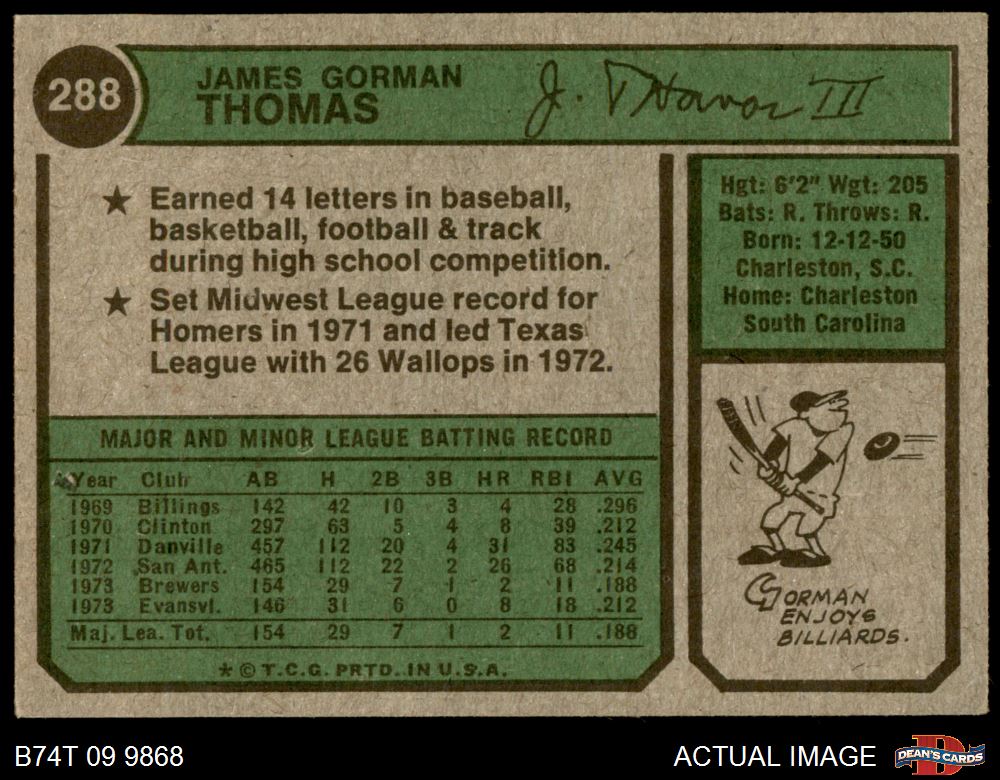 288
JAMES GORMAN
THOMAS
J. Thomas III
★ Earned 14 letters in baseball,
basketball, football & track
during high school competition.
★ Set Midwest League record for
Homers in 1971 and led Texas
League with 26 Wallops in 1972.
Hgt: 6'2" Wgt: 205
Bats: R. Throws: R.
Born: 12-12-50
Charleston, S.C.
Home: Charleston
South Carolina
MAJOR AND MINOR LEAGUE BATTING RECORD
Year Club AB H 2B 3B HR RBI AVG
1969 Billings 142 42 10 3 4 28 .296
1970 Clinton 297 63 5 4 8 39 .212
1971 Danville 457 112 20 4 31 83 .245
1972 San Ant. 465 112 22 2 26 68 .214
1973 Brewers 154 29 7 1 2 11 .188
1973 Evansvl. 146 31 6 0 8 18 .212
Maj. Lea. Tot. 154 29 7 1 2 11 .188
* © T.C.G. PRTD. IN U.S.A.
GORMAN
ENJOYS
BILLIARDS.
B74T 09 9868
ACTUAL IMAGE
DEAN'S CARDS